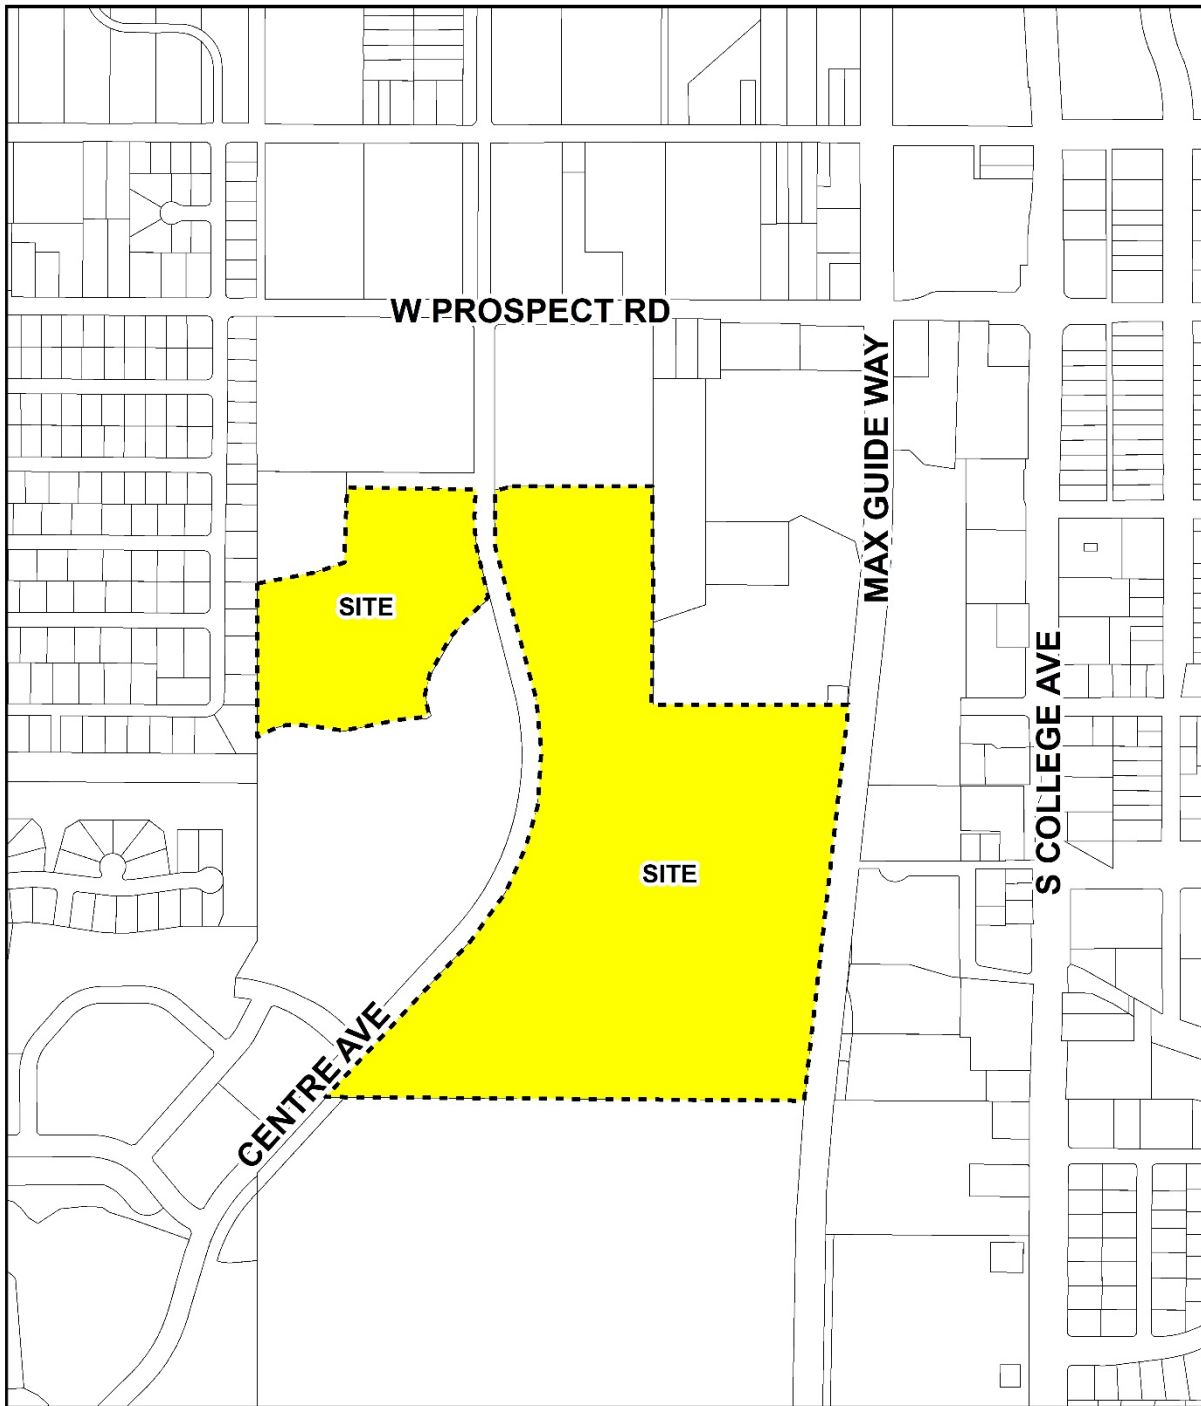 W PROSPECT RD
MAX GUIDE WAY
SITE
S COLLEGE AVE
SITE
CENTRE AVE